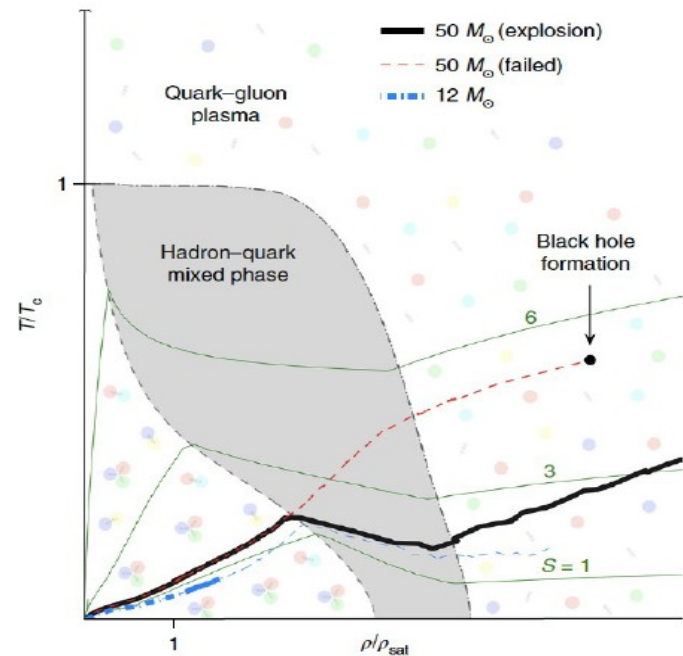 50 M☉ (explosion)
50 M☉ (failed)
12 M☉
Quark–gluon
plasma
1
Hadron–quark
mixed phase
Black hole
formation
6
T/Tc
3
S = 1
1
ρ/ρsat